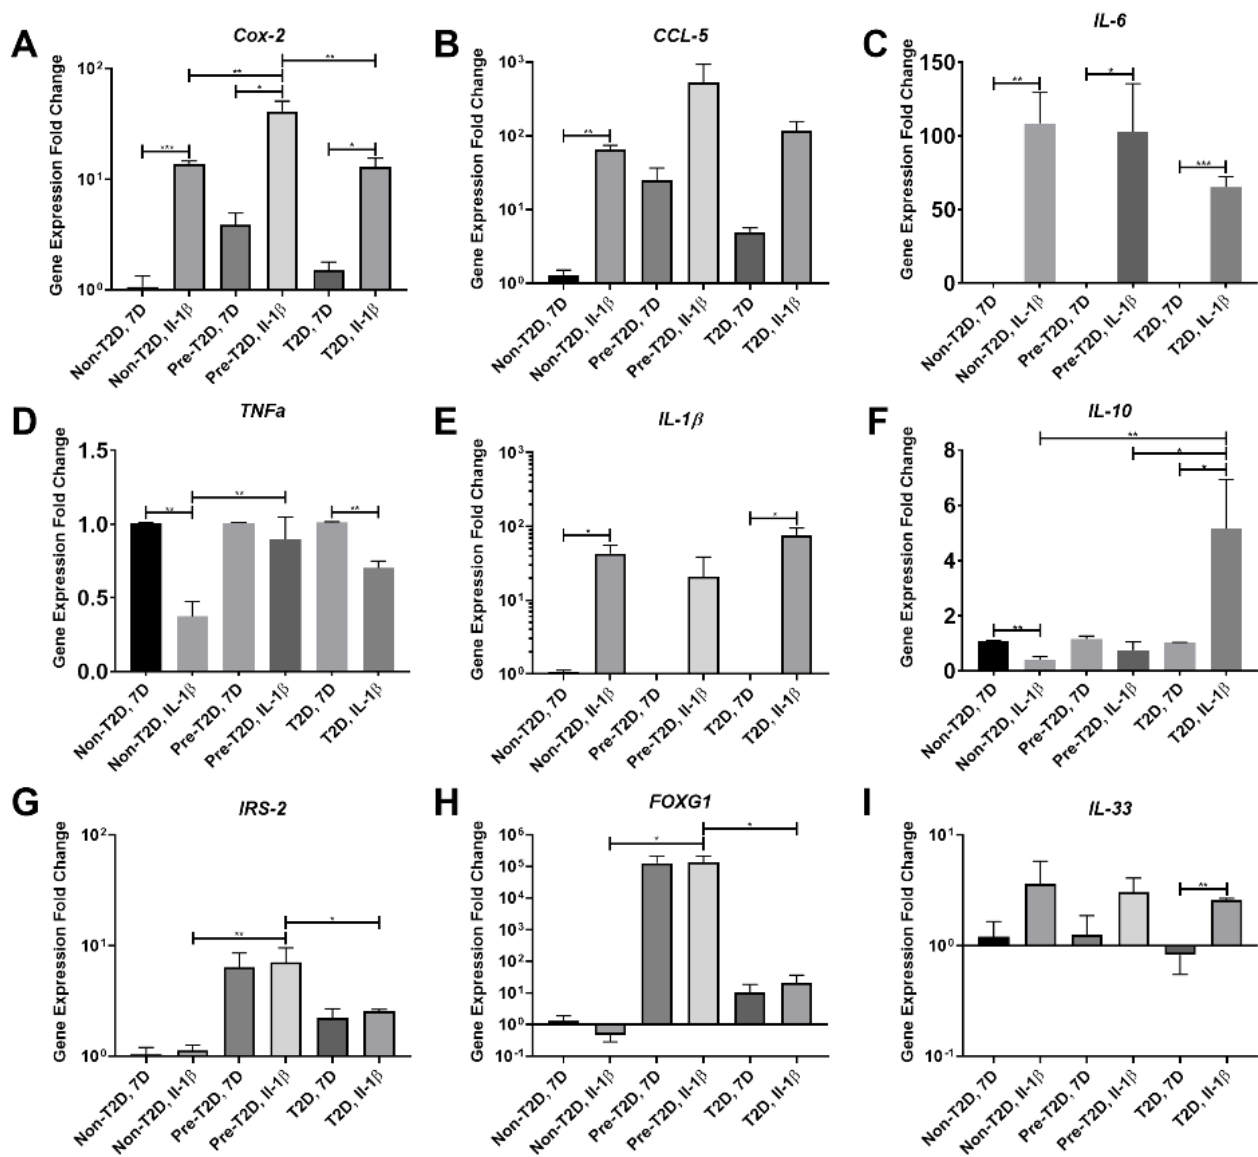 A
Cox-2
Gene Expression Fold Change
10²
10¹
10⁰
***
**
*
**
*
Non-T2D, 7D
Non-T2D, Il-1β
Pre-T2D, 7D
Pre-T2D, Il-1β
T2D, 7D
T2D, Il-1β
B
CCL-5
Gene Expression Fold Change
10³
10²
10¹
10⁰
**
Non-T2D, 7D
Non-T2D, Il-1β
Pre-T2D, 7D
Pre-T2D, Il-1β
T2D, 7D
T2D, Il-1β
C
IL-6
Gene Expression Fold Change
150
100
50
0
**
*
***
Non-T2D, 7D
Non-T2D, IL-1β
Pre-T2D, 7D
Pre-T2D, IL-1β
T2D, 7D
T2D, IL-1β
D
TNFa
Gene Expression Fold Change
1.5
1.0
0.5
0.0
**
**
**
Non-T2D, 7D
Non-T2D, IL-1β
Pre-T2D, 7D
Pre-T2D, IL-1β
T2D, 7D
T2D, IL-1β
E
IL-1β
Gene Expression Fold Change
10³
10²
10¹
10⁰
*
*
Non-T2D, 7D
Non-T2D, Il-1β
Pre-T2D, 7D
Pre-T2D, Il-1β
T2D, 7D
T2D, Il-1β
F
IL-10
Gene Expression Fold Change
8
6
4
2
0
**
*
*
**
Non-T2D, 7D
Non-T2D, IL-1β
Pre-T2D, 7D
Pre-T2D, IL-1β
T2D, 7D
T2D, IL-1β
G
IRS-2
Gene Expression Fold Change
10²
10¹
10⁰
**
*
Non-T2D, 7D
Non-T2D, Il-1β
Pre-T2D, 7D
Pre-T2D, Il-1β
T2D, 7D
T2D, Il-1β
H
FOXG1
Gene Expression Fold Change
10⁶
10⁵
10⁴
10³
10²
10¹
10⁰
10⁻¹
*
*
Non-T2D, 7D
Non-T2D, Il-1β
Pre-T2D, 7D
Pre-T2D, Il-1β
T2D, 7D
T2D, Il-1β
I
IL-33
Gene Expression Fold Change
10¹
10⁰
10⁻¹
**
Non-T2D, 7D
Non-T2D, Il-1β
Pre-T2D, 7D
Pre-T2D, Il-1β
T2D, 7D
T2D, Il-1β